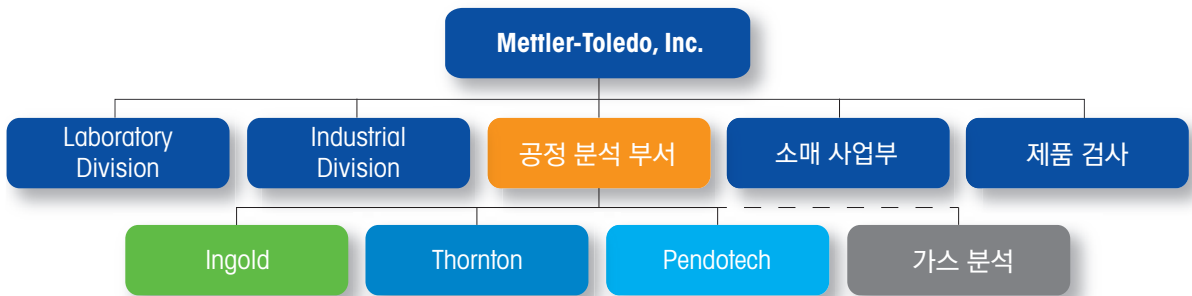 Mettler-Toledo, Inc.
Laboratory
Division
Industrial
Division
공정 분석 부서
소매 사업부
제품 검사
Ingold
Thornton
Pendotech
가스 분석